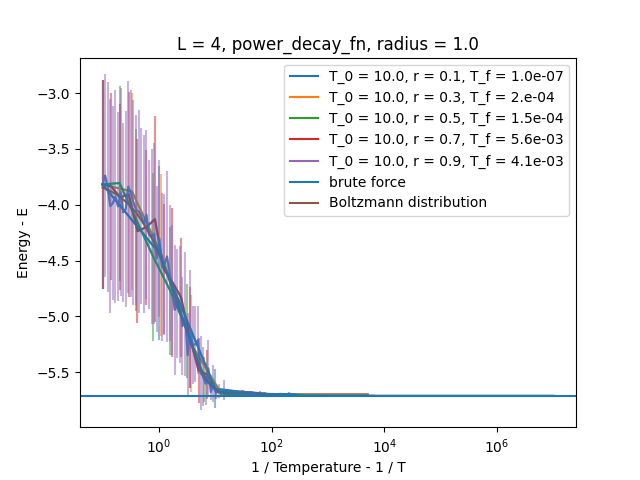 L = 4, power_decay_fn, radius = 1.0
T_0 = 10.0, r = 0.1, T_f = 1.0e-07
T_0 = 10.0, r = 0.3, T_f = 2.e-04
T_0 = 10.0, r = 0.5, T_f = 1.5e-04
T_0 = 10.0, r = 0.7, T_f = 5.6e-03
T_0 = 10.0, r = 0.9, T_f = 4.1e-03
brute force
Boltzmann distribution
Energy - E
−3.0
−3.5
−4.0
−4.5
−5.0
−5.5
10⁰ 10² 10⁴ 10⁶
1 / Temperature - 1 / T